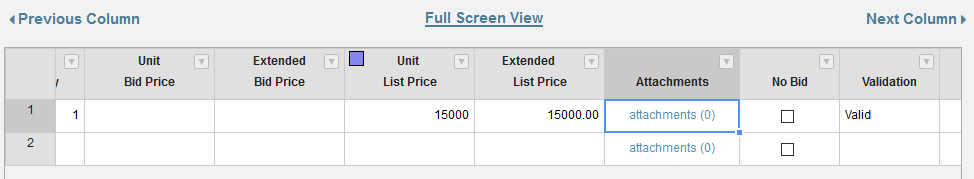 Previous Column Full Screen View Next Column
Unit Extended Unit Extended
Bid Price Bid Price List Price List Price Attachments No Bid Validation
1 1 15000 15000.00 attachments (0) Valid
2 attachments (0)